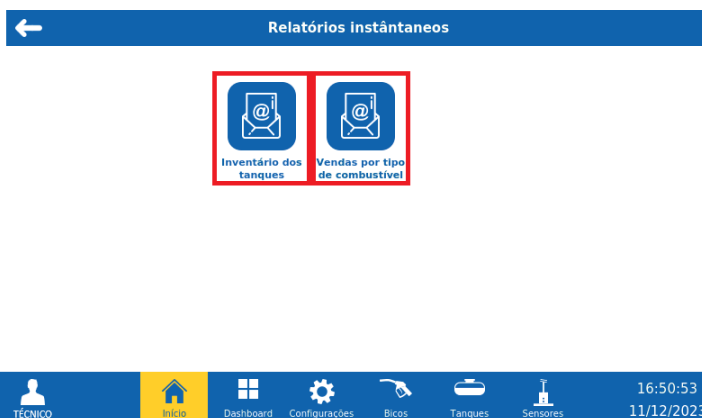 Relatórios instântaneos
@i @i
Inventário dos tanques
Vendas por tipo de combustível
TÉCNICO
Início
Dashboard
Configurações
Bicos
Tanques
Sensores
16:50:53
11/12/2023